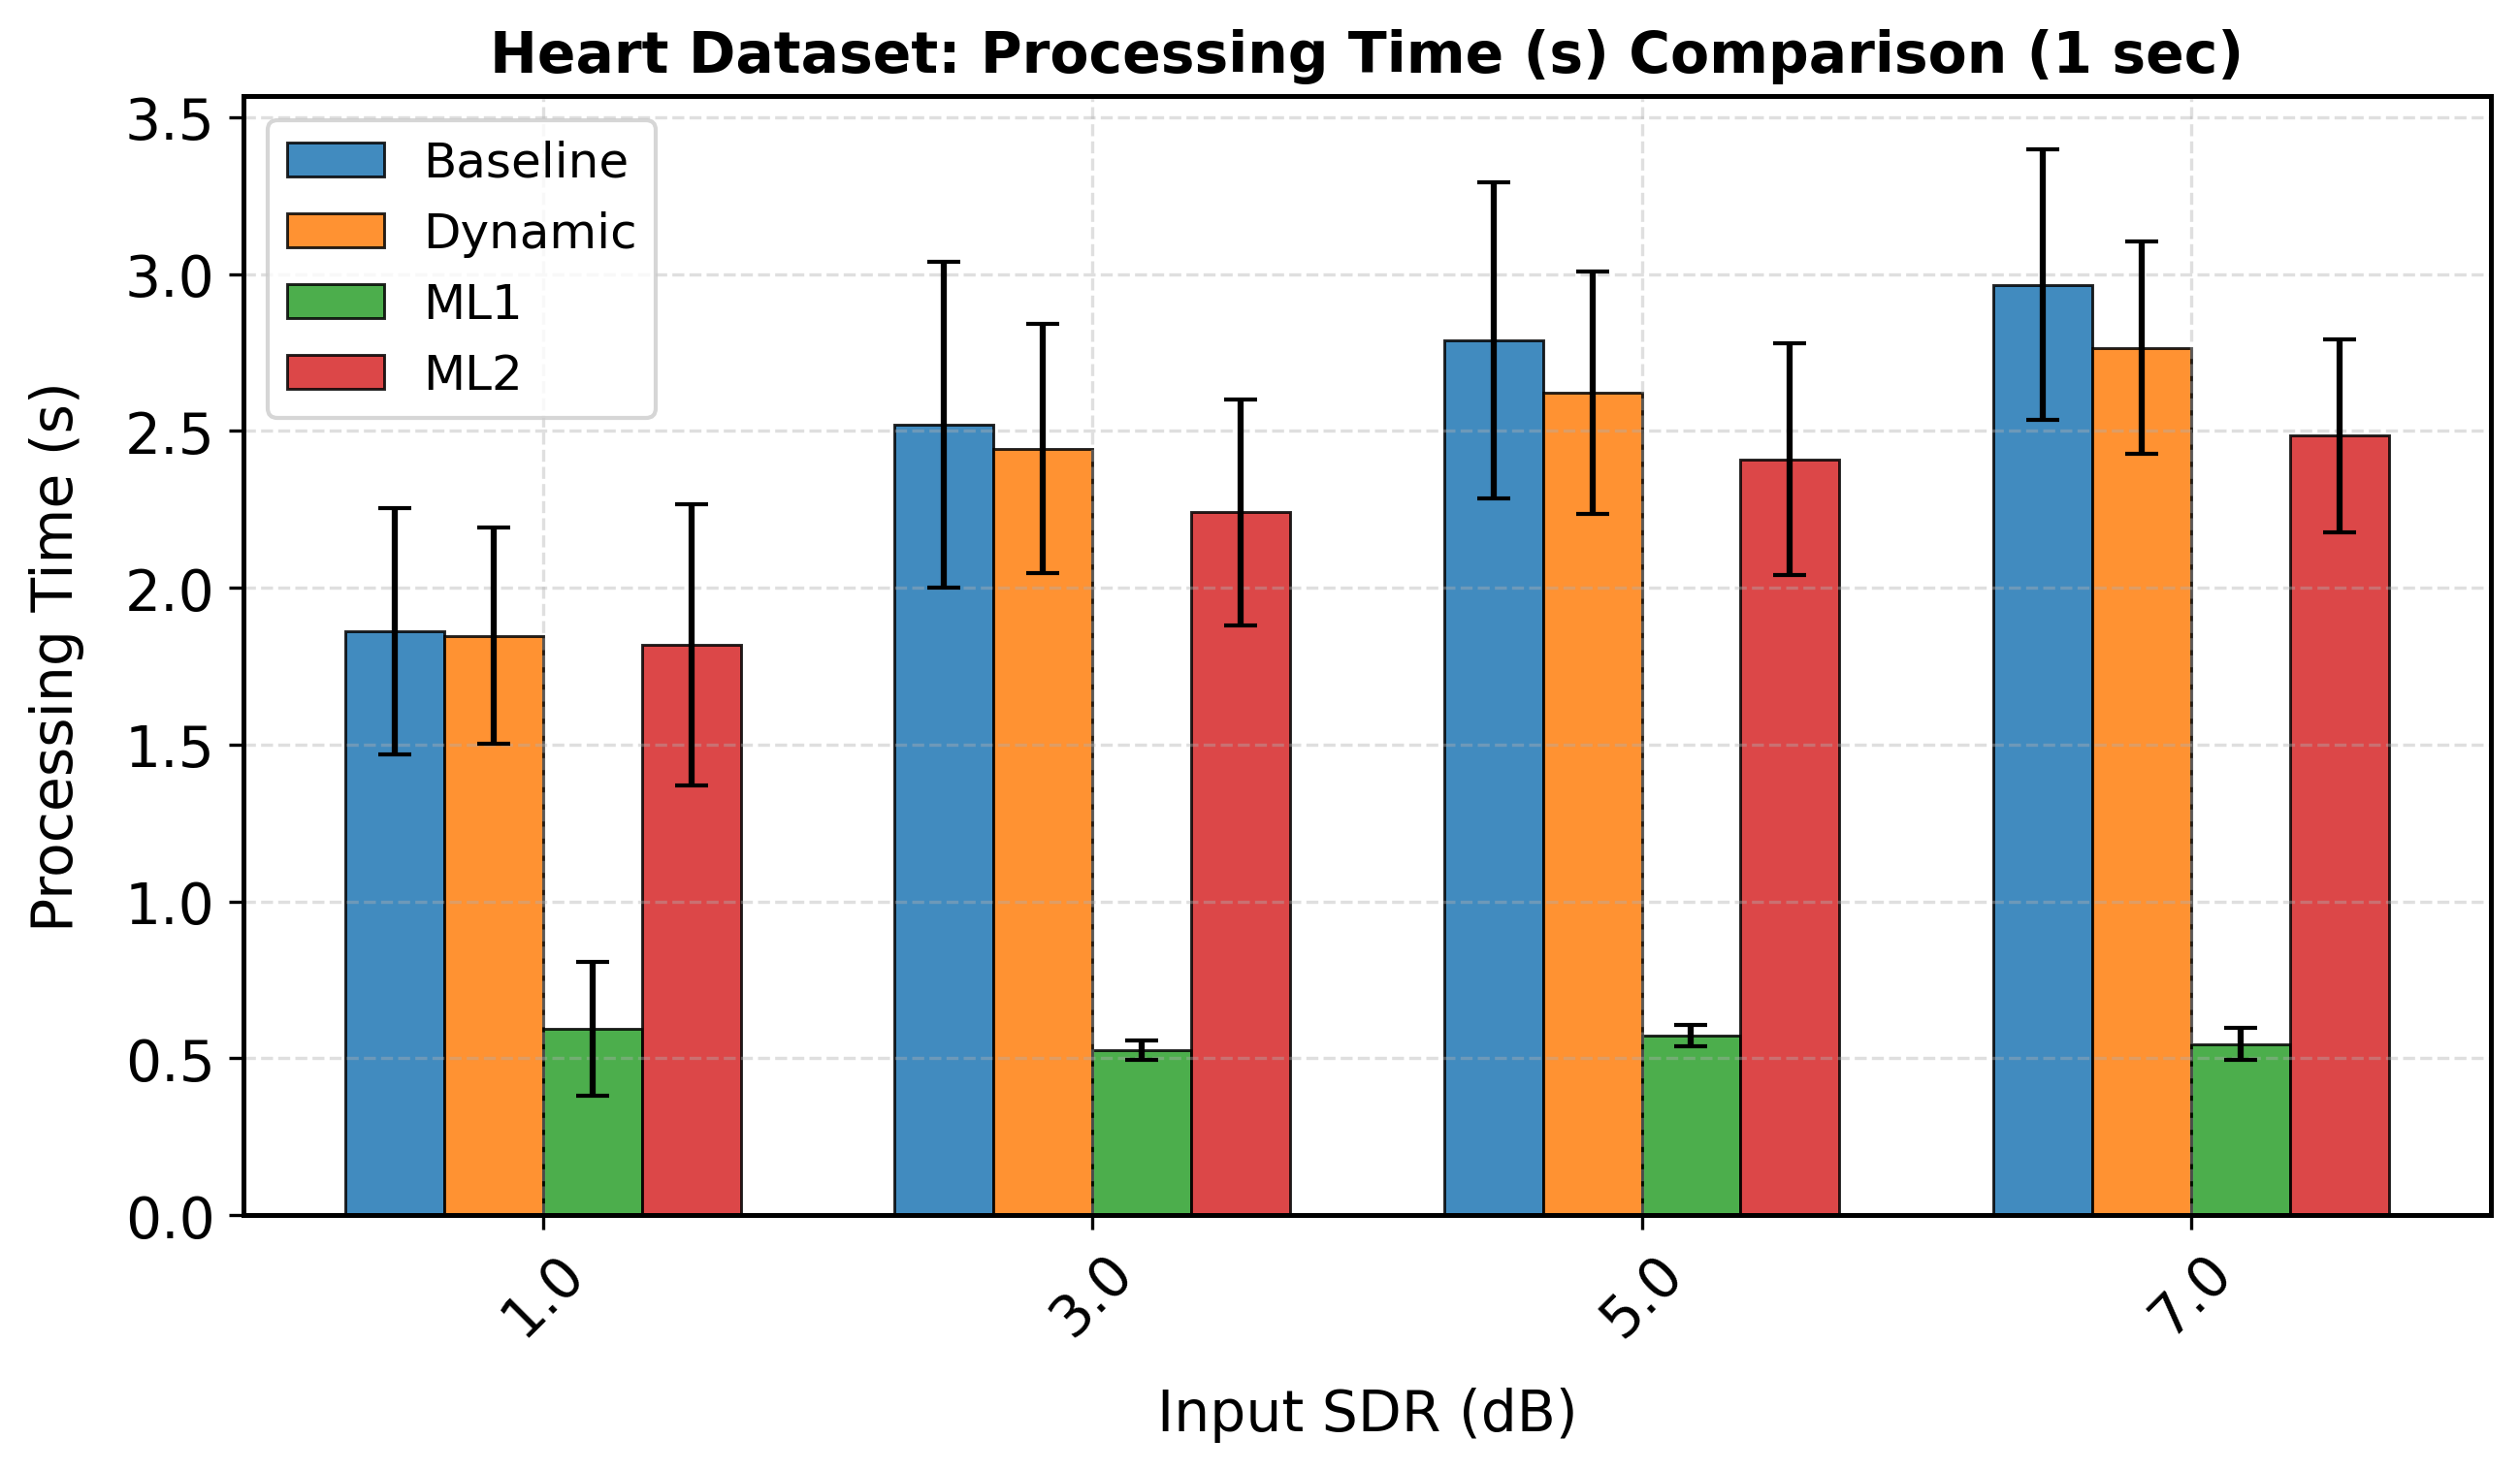 Heart Dataset: Processing Time (s) Comparison (1 sec)
3.5
3.0
2.5
2.0
1.5
1.0
0.5
0.0
Processing Time (s)
Baseline
Dynamic
ML1
ML2
1.0
3.0
5.0
7.0
Input SDR (dB)